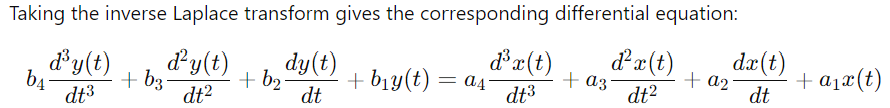 Taking the inverse Laplace transform gives the corresponding differential equation:
b₄ d³y(t)/dt³ + b₃ d²y(t)/dt² + b₂ dy(t)/dt + b₁y(t) = a₄ d³x(t)/dt³ + a₃ d²x(t)/dt² + a₂ dx(t)/dt + a₁x(t)